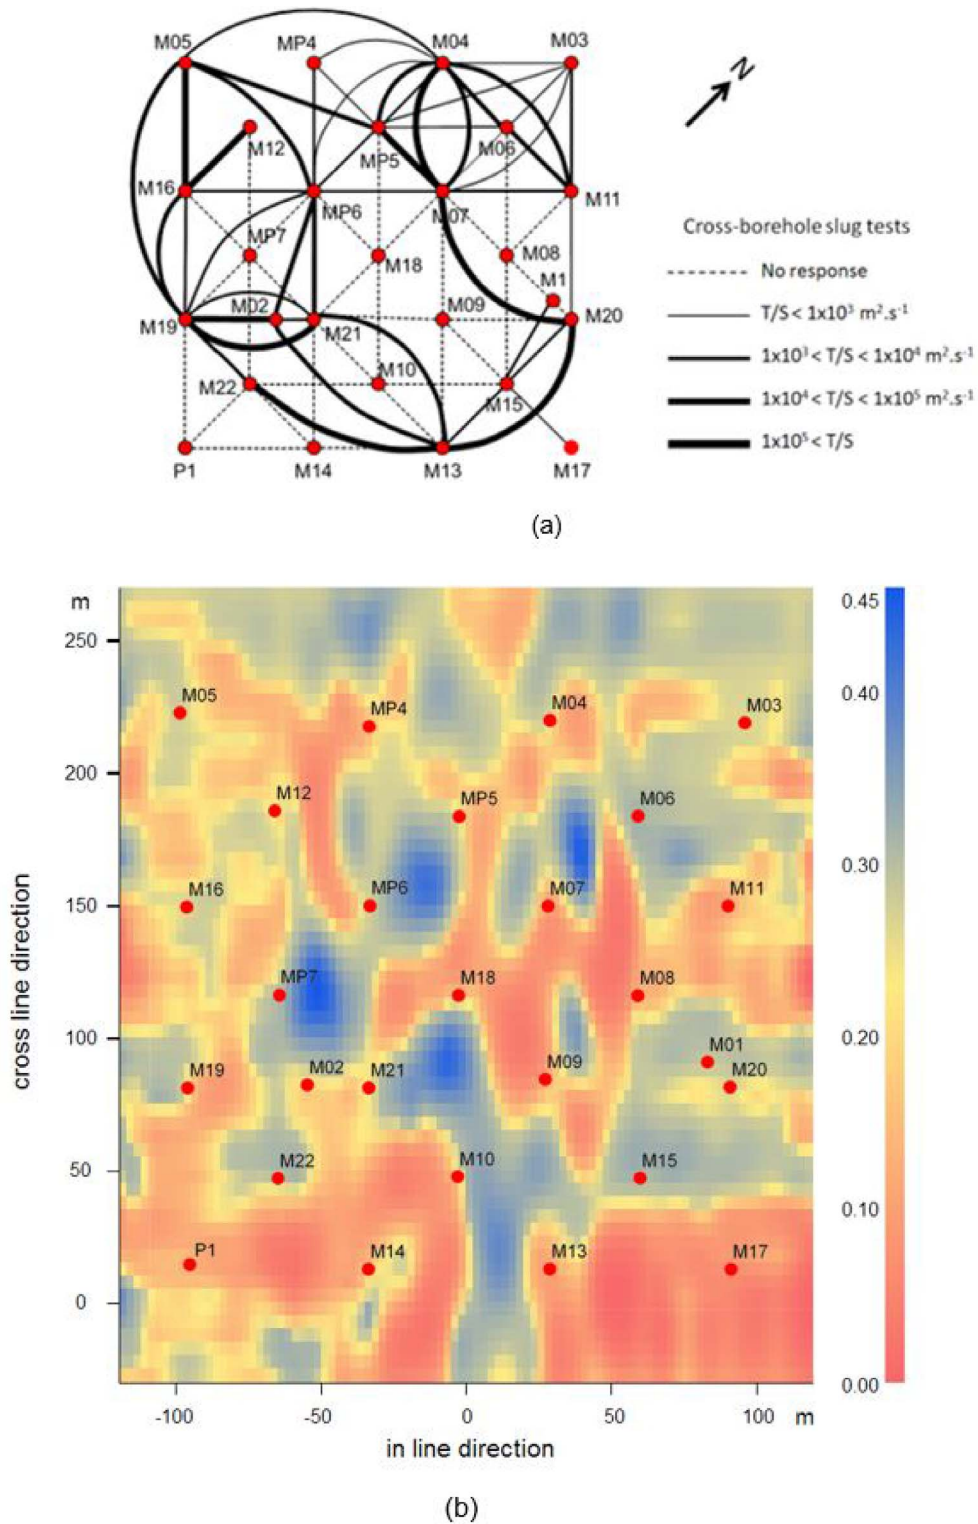 M05 MP4 M04 M03
N
M12 MP5 M06
M16 MP6 M07 M11
Cross-borehole slug tests
MP7 M18 M08
No response
M1
M19 M02 M21 M09 M20
T/S < 1x10³ m².s⁻¹
1x10³ < T/S < 1x10⁴ m².s⁻¹
M22 M10 M15
1x10⁴ < T/S < 1x10⁵ m².s⁻¹
1x10⁵ < T/S
P1 M14 M13 M17
(a)
m
0.45
250
M05 MP4 M04 M03
0.40
200
M12 MP5 M06
0.30
M16 MP6 M07 M11
150
MP7 M18 M08
cross line direction
100
0.20
M01
M19 M02 M21 M09 M20
M22 M10 M15
50
0.10
P1 M14 M13 M17
0
0.00
-100 -50 0 50 100 m
in line direction
(b)